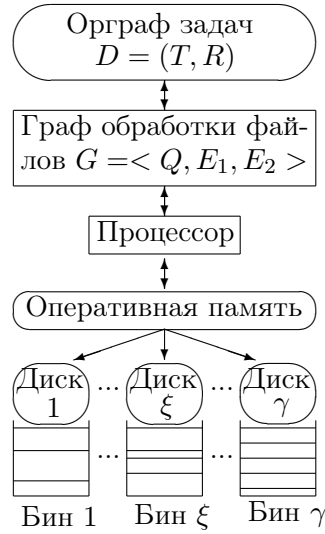 Орграф задач
D = (T, R)
Граф обработки фай-
лов G =< Q, E₁, E₂ >
Процессор
Оперативная память
Диск 1 ... Диск ξ ... Диск γ
... ...
Бин 1 Бин ξ Бин γ